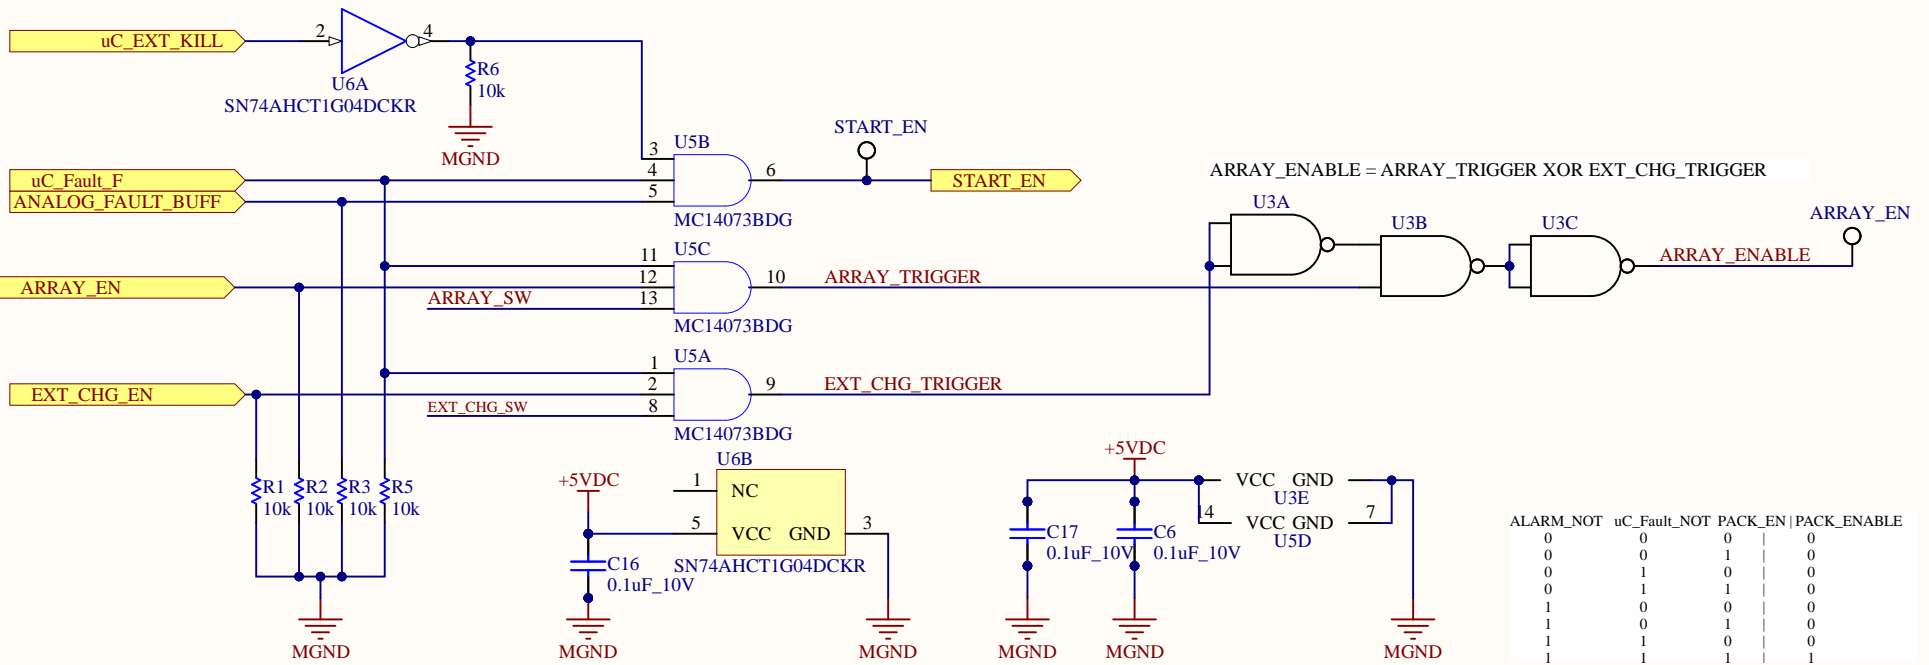 uC_EXT_KILL
2
4
U6A
SN74AHCT1G04DCKR
R6
10k
MGND
uC_Fault_F
ANALOG_FAULT_BUFF
U5B
3
4
5
6
MC14073BDG
START_EN
START_EN
ARRAY_ENABLE = ARRAY_TRIGGER XOR EXT_CHG_TRIGGER
U3A
U3B
U3C
ARRAY_EN
ARRAY_ENABLE
ARRAY_EN
ARRAY_SW
U5C
11
12
13
10
MC14073BDG
ARRAY_TRIGGER
EXT_CHG_EN
EXT_CHG_SW
U5A
1
2
8
9
MC14073BDG
EXT_CHG_TRIGGER
R1
10k
R2
10k
R3
10k
R5
10k
MGND
+5VDC
C16
0.1uF_10V
MGND
U6B
1
NC
5
VCC GND
3
SN74AHCT1G04DCKR
MGND
+5VDC
C17
0.1uF_10V
MGND
C6
0.1uF_10V
MGND
VCC GND
U3E
14
VCC GND
7
U5D
MGND
ALARM_NOT uC_Fault_NOT PACK_EN | PACK_ENABLE
0 0 0 | 0
0 0 1 | 0
0 1 0 | 0
0 1 1 | 0
1 0 0 | 0
1 0 1 | 0
1 1 0 | 0
1 1 1 | 1